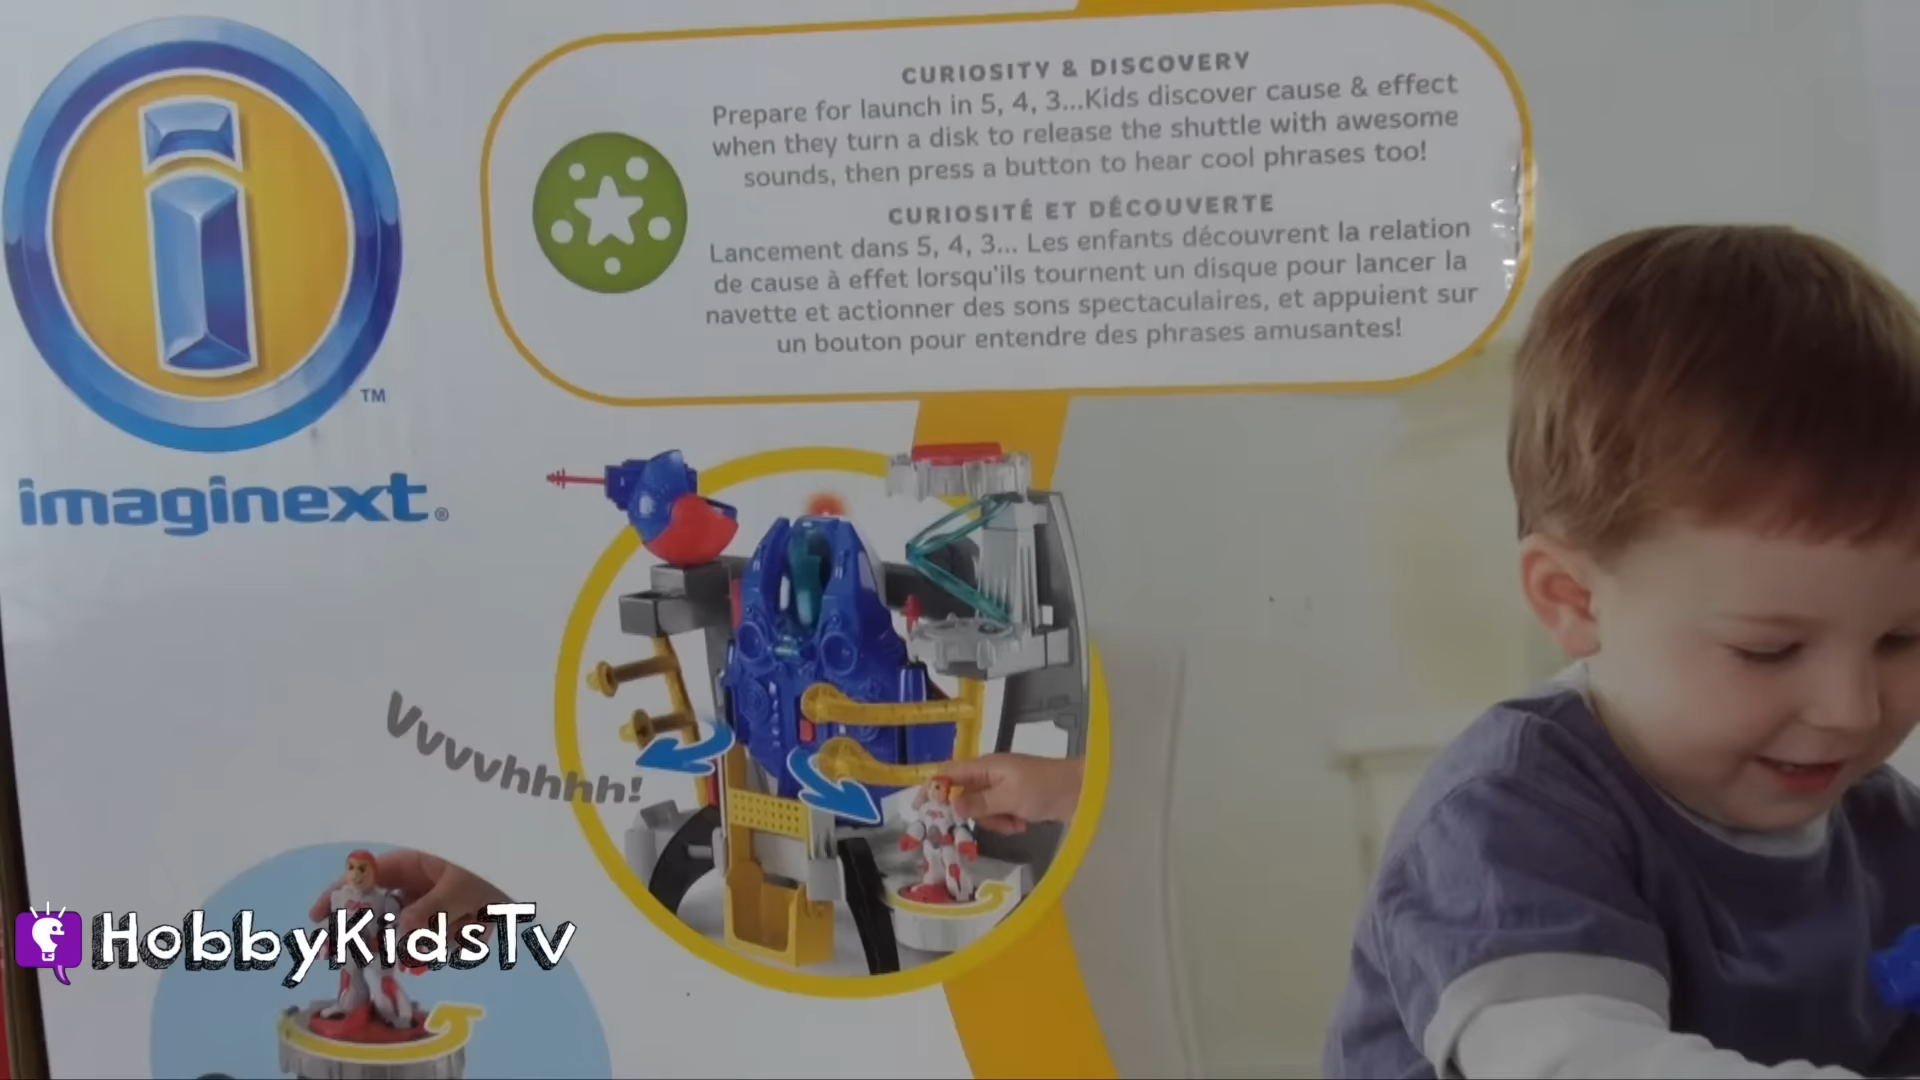 CURIOSITY & DISCOVERY
Prepare for launch in 5, 4, 3...Kids discover cause & effect
when they turn a disk to release the shuttle with awesome
sounds, then press a button to hear cool phrases too!
CURIOSITÉ ET DÉCOUVERTE
Lancement dans 5, 4, 3... Les enfants découvrent la relation
de cause à effet lorsqu'ils tournent un disque pour lancer la
navette et actionner des sons spectaculaires, et appuient sur
un bouton pour entendre des phrases amusantes!
i
TM
imaginext®
Vvvvhhhh!
HobbyKidsTv